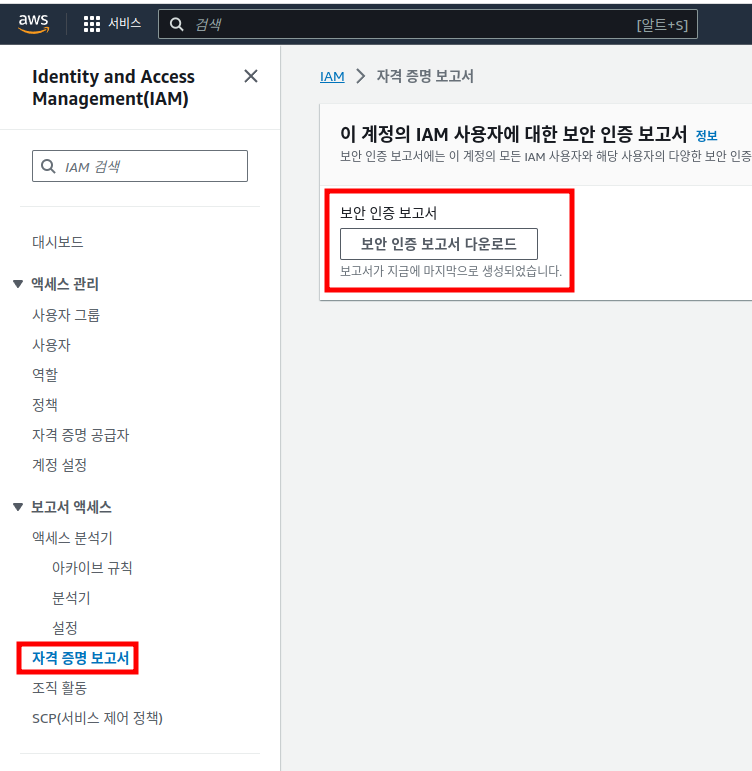 aws
서비스
검색
[알트+S]
Identity and Access
Management(IAM)
IAM 검색
대시보드
액세스 관리
사용자 그룹
사용자
역할
정책
자격 증명 공급자
계정 설정
보고서 액세스
액세스 분석기
아카이브 규칙
분석기
설정
자격 증명 보고서
조직 활동
SCP(서비스 제어 정책)
IAM
자격 증명 보고서
이 계정의 IAM 사용자에 대한 보안 인증 보고서 정보
보안 인증 보고서에는 이 계정의 모든 IAM 사용자와 해당 사용자의 다양한 보안 인증
보안 인증 보고서
보안 인증 보고서 다운로드
보고서가 지금에 마지막으로 생성되었습니다.